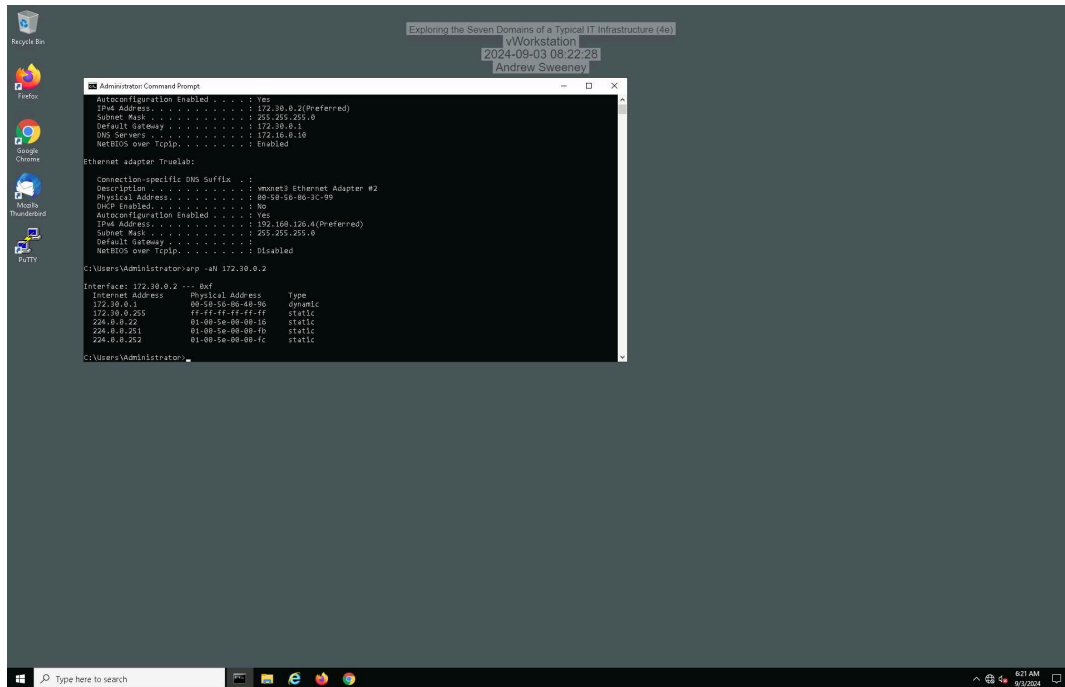 Recycle Bin
Firefox
Google
Chrome
Mozilla
Thunderbird
PuTTY
Exploring the Seven Domains of a Typical IT Infrastructure (4e)
vWorkstation
2024-09-03 08:22:28
Andrew Sweeney
Administrator: Command Prompt
Autoconfiguration Enabled . . . . : Yes
IPv4 Address. . . . . . . . . . . : 172.30.0.2(Preferred)
Subnet Mask . . . . . . . . . . . : 255.255.255.0
Default Gateway . . . . . . . . . : 172.30.0.1
DNS Servers . . . . . . . . . . . : 172.16.0.10
NetBIOS over Tcpip. . . . . . . . : Enabled
Ethernet adapter Truelab:
Connection-specific DNS Suffix . :
Description . . . . . . . . . . . : vmxnet3 Ethernet Adapter #2
Physical Address. . . . . . . . . : 00-50-56-86-3C-99
DHCP Enabled. . . . . . . . . . . : No
Autoconfiguration Enabled . . . . : Yes
IPv4 Address. . . . . . . . . . . : 192.168.126.4(Preferred)
Subnet Mask . . . . . . . . . . . : 255.255.255.0
Default Gateway . . . . . . . . . :
NetBIOS over Tcpip. . . . . . . . : Disabled
C:\Users\Administrator>arp -aN 172.30.0.2
Interface: 172.30.0.2 --- 0xf
Internet Address Physical Address Type
172.30.0.1 00-50-56-86-40-96 dynamic
172.30.0.255 ff-ff-ff-ff-ff-ff static
224.0.0.22 01-00-5e-00-00-16 static
224.0.0.251 01-00-5e-00-00-fb static
224.0.0.252 01-00-5e-00-00-fc static
C:\Users\Administrator>
Type here to search
6:21 AM
9/3/2024